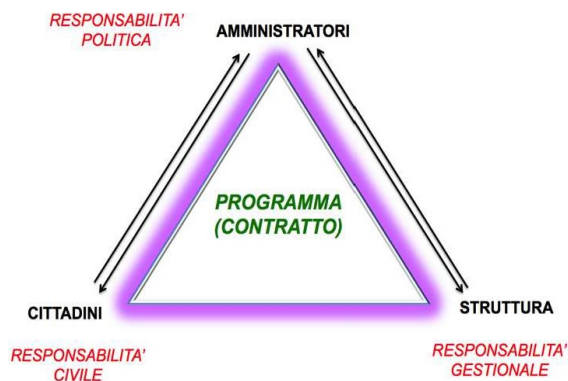 RESPONSABILITA'
POLITICA
AMMINISTRATORI
PROGRAMMA
(CONTRATTO)
CITTADINI
STRUTTURA
RESPONSABILITA'
CIVILE
RESPONSABILITA'
GESTIONALE